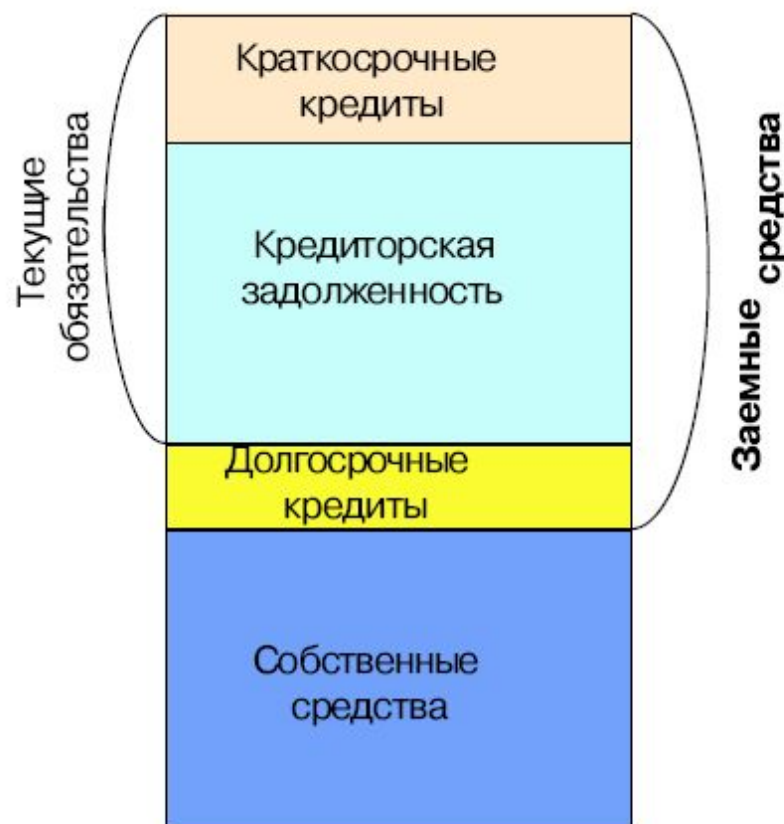 Краткосрочные
кредиты
Текущие
обязательства
Кредиторская
задолженность
Заемные средства
Долгосрочные
кредиты
Собственные
средства